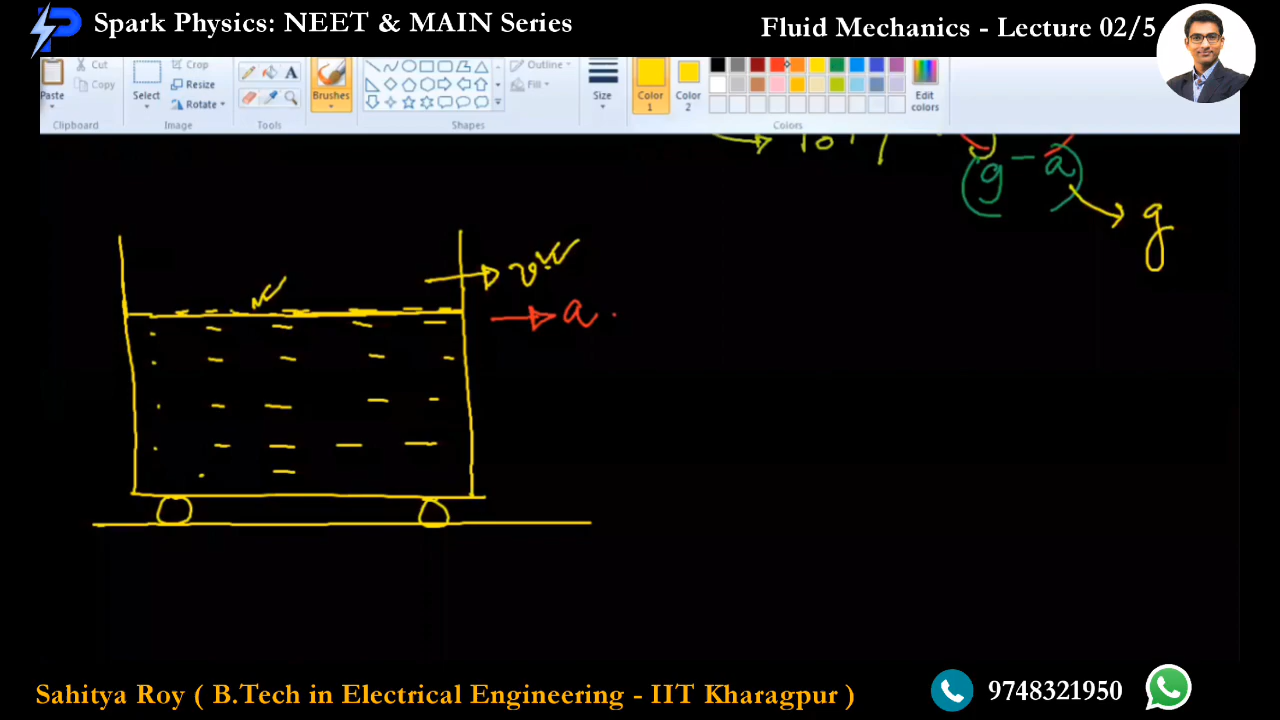 Spark Physics: NEET & MAIN Series
Fluid Mechanics - Lecture 02/5
Cut
Crop
Outline
Paste
Copy
Select
Resize
Fill
Rotate
Brushes
Size
Color 1
Color 2
Edit colors
Clipboard
Image
Tools
Shapes
Colors
(g - a)
g
v
a
Sahitya Roy ( B.Tech in Electrical Engineering - IIT Kharagpur )
9748321950